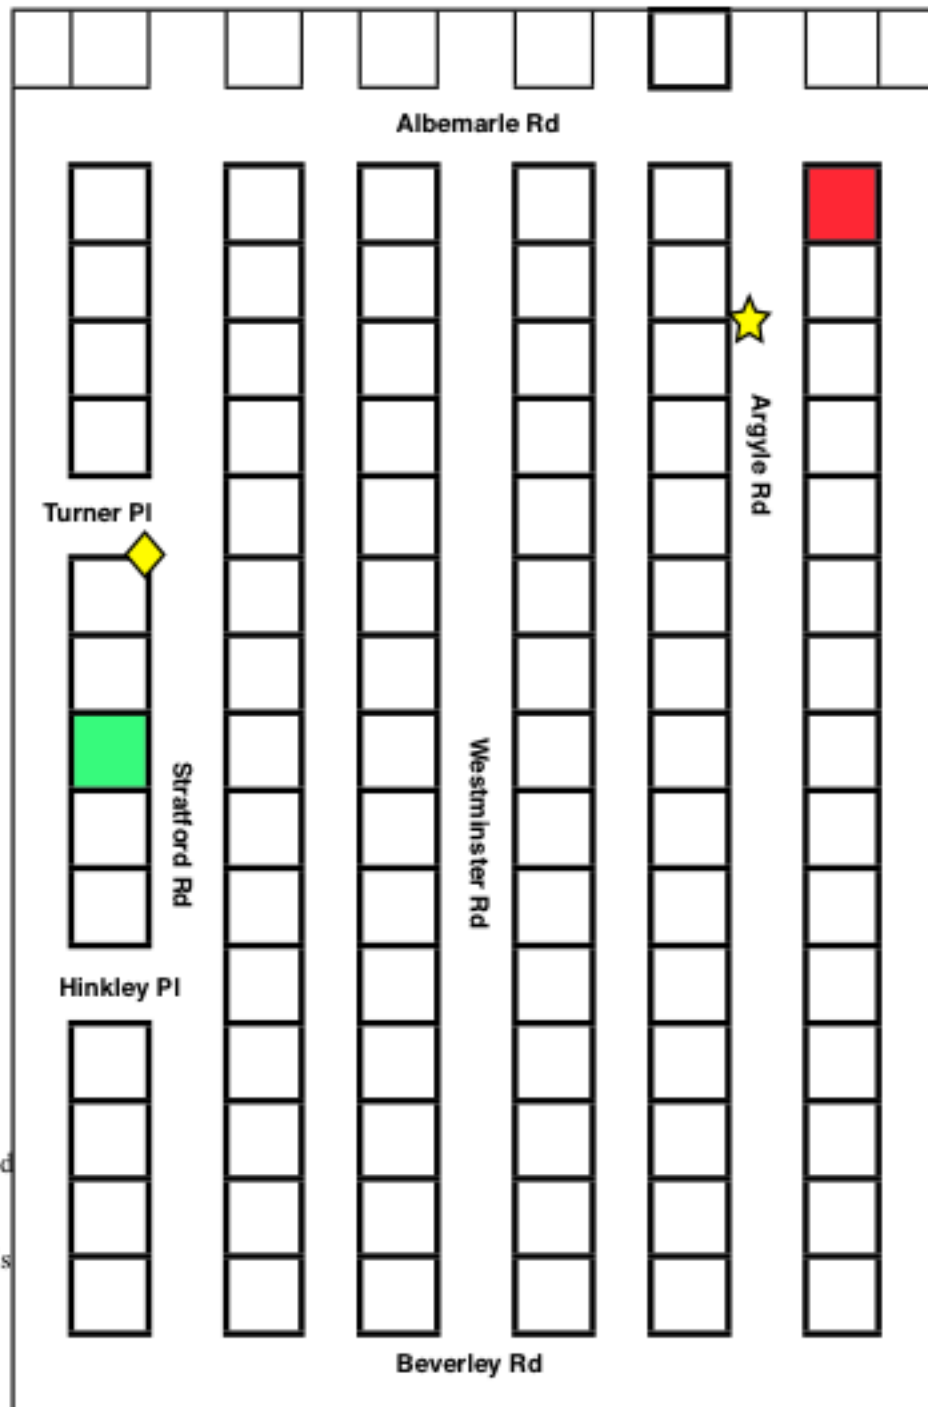 Albemarle Rd
Argyle Rd
Turner Pl
Stratford Rd
Westminster Rd
Hinkley Pl
d
s
Beverley Rd